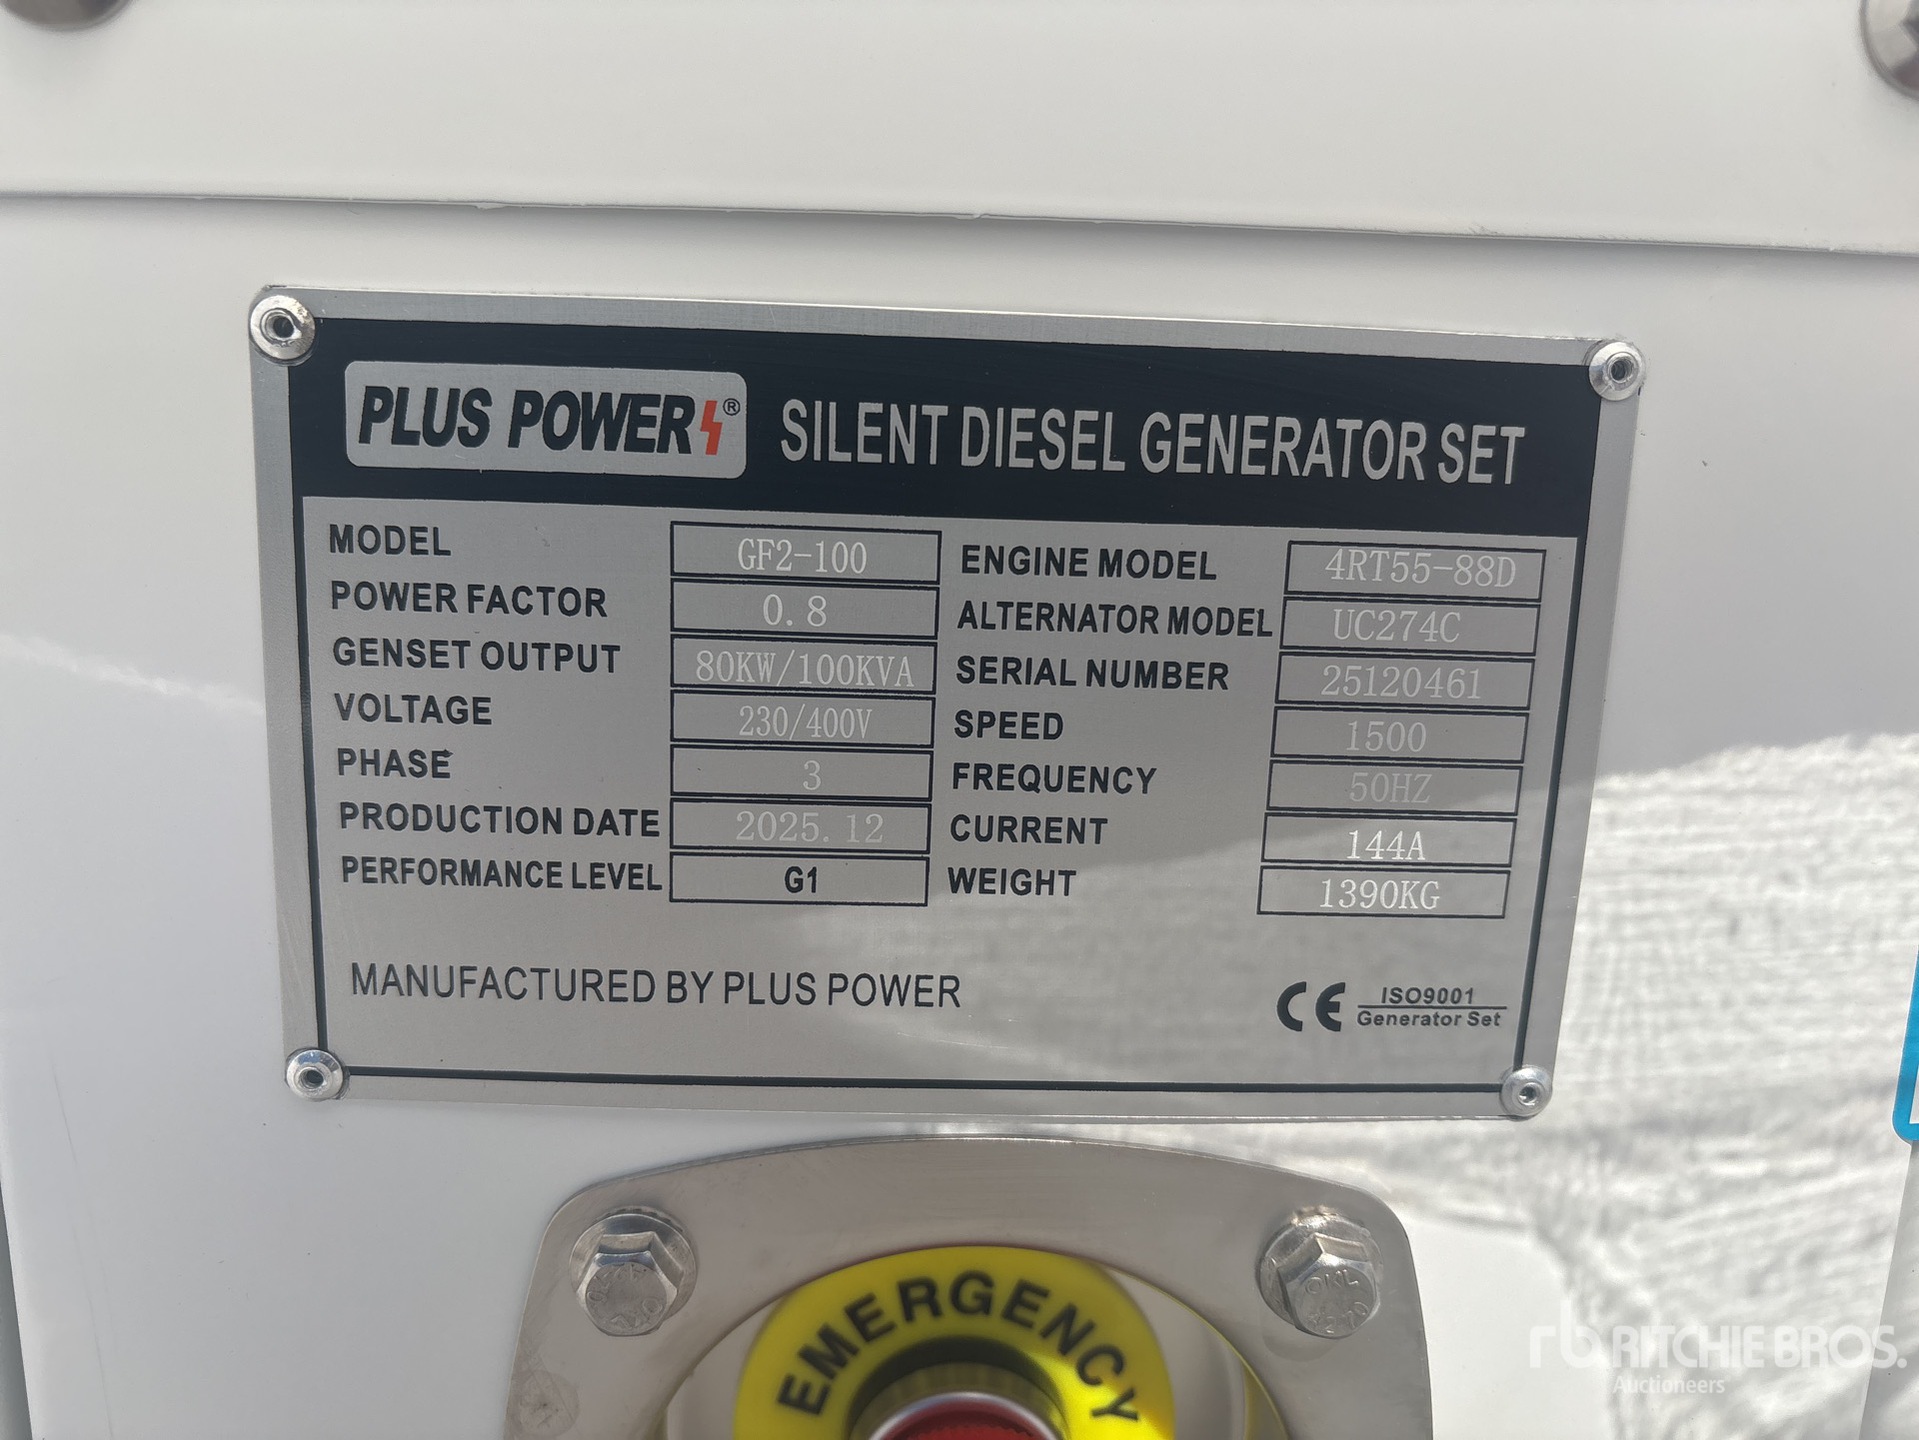 PLUS POWER ®
SILENT DIESEL GENERATOR SET
MODEL GF2-100
POWER FACTOR 0.8
GENSET OUTPUT 80KW/100KVA
VOLTAGE 230/400V
PHASE 3
PRODUCTION DATE 2025.12
PERFORMANCE LEVEL G1
ENGINE MODEL 4RT55-88D
ALTERNATOR MODEL UC274C
SERIAL NUMBER 25120461
SPEED 1500
FREQUENCY 50HZ
CURRENT 144A
WEIGHT 1390KG
MANUFACTURED BY PLUS POWER
CE
ISO9001
Generator Set
EMERGENCY
rb RITCHIE BROS.
Auctioneers